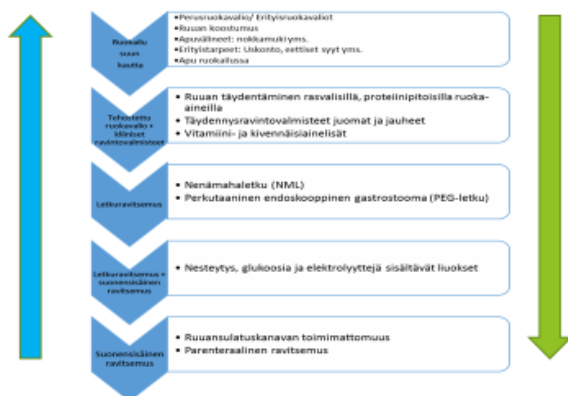 Ruokailu
suun
kautta
•Perusruokavalio/ Erityisruokavaliot
•Ruuan koostumus
•Apuvälineet: nokkamuki yms.
•Erityistarpeet: Uskonto, eettiset syyt yms.
•Apu ruokailussa
Tehostettu
ruokavalio +
kliiniset
ravintovalmisteet
• Ruuan täydentäminen rasvalisillä, proteiinipitoisilla ruoka-
aineilla
• Täydennysravintovalmisteet juomat ja jauheet
• Vitamiini- ja kivennäisainelisät
Letkuravitsemus
• Nenämahaletku (NML)
• Perkutaaninen endoskooppinen gastrostooma (PEG-letku)
Letkuravitsemus +
suonensisäinen
ravitsemus
• Nesteytys, glukoosia ja elektrolyyttejä sisältävät liuokset
Suonensisäinen
ravitsemus
• Ruuansulatuskanavan toimimattomuus
• Parenteraalinen ravitsemus